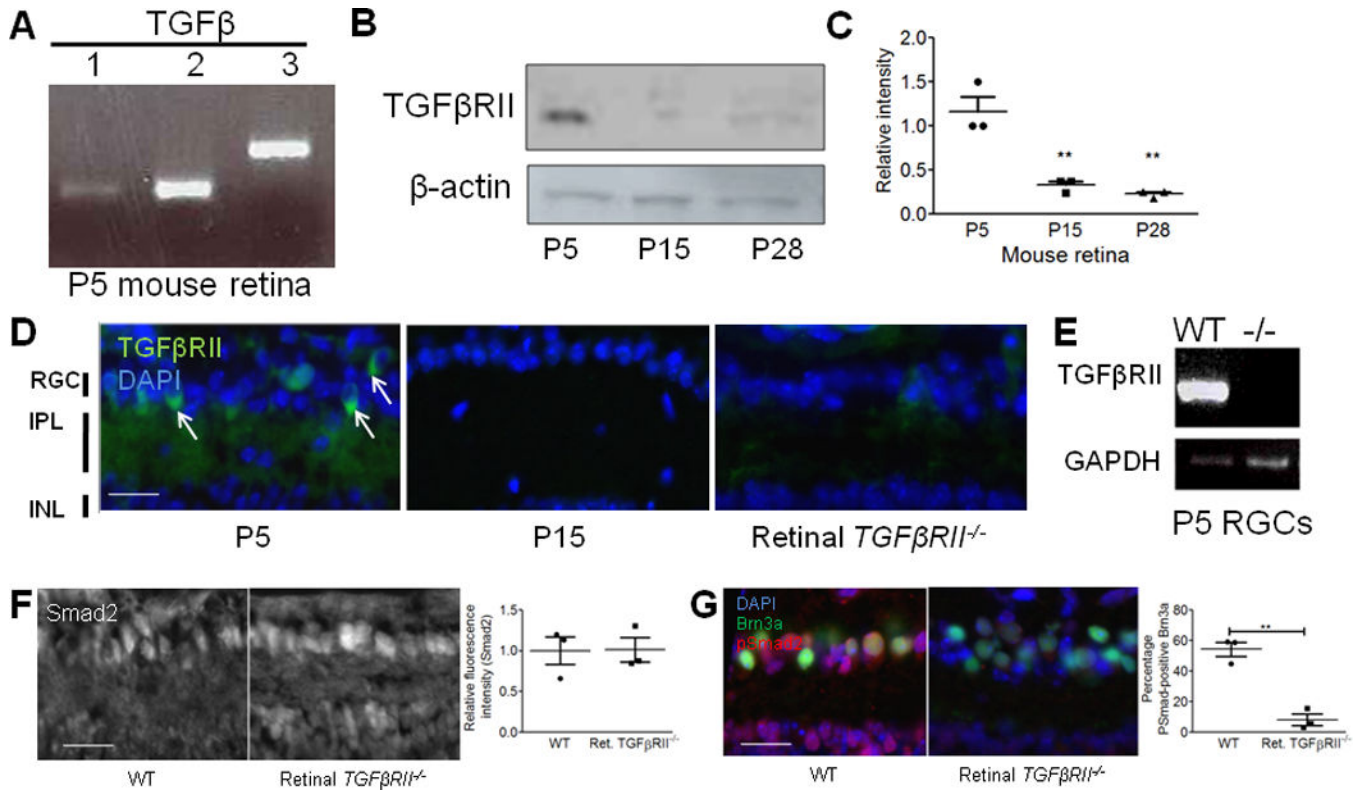 A
TGFβ
1 2 3
P5 mouse retina
B
TGFβRII
β-actin
P5 P15 P28
C
Relative intensity
2.0
1.5
1.0
0.5
0.0
** **
P5 P15 P28
Mouse retina
D
TGFβRII
DAPI
RGC
IPL
INL
P5 P15 Retinal TGFβRII-/-
E
WT -/-
TGFβRII
GAPDH
P5 RGCs
F
Smad2
WT Retinal TGFβRII-/-
Relative fluorescence
intensity (Smad2)
1.5
1.0
0.5
0.0
WT Ret. TGFβRII-/-
G
DAPI
Brn3a
pSmad2
WT Retinal TGFβRII-/-
Percentage
PSmad-positive Brn3a
80
60
40
20
0
**
WT Ret. TGFβRII-/-